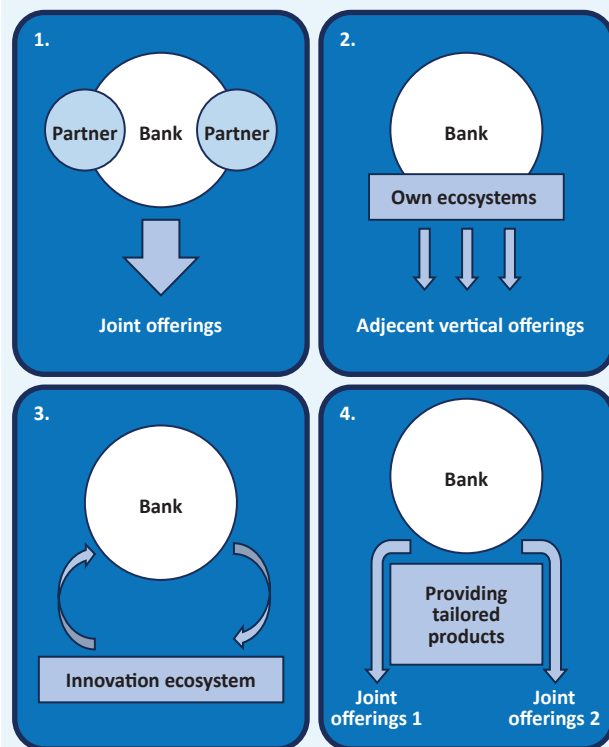 1.
Partner
Bank
Partner
Joint offerings
2.
Bank
Own ecosystems
Adjecent vertical offerings
3.
Bank
Innovation ecosystem
4.
Bank
Providing
tailored
products
Joint
offerings 1
Joint
offerings 2